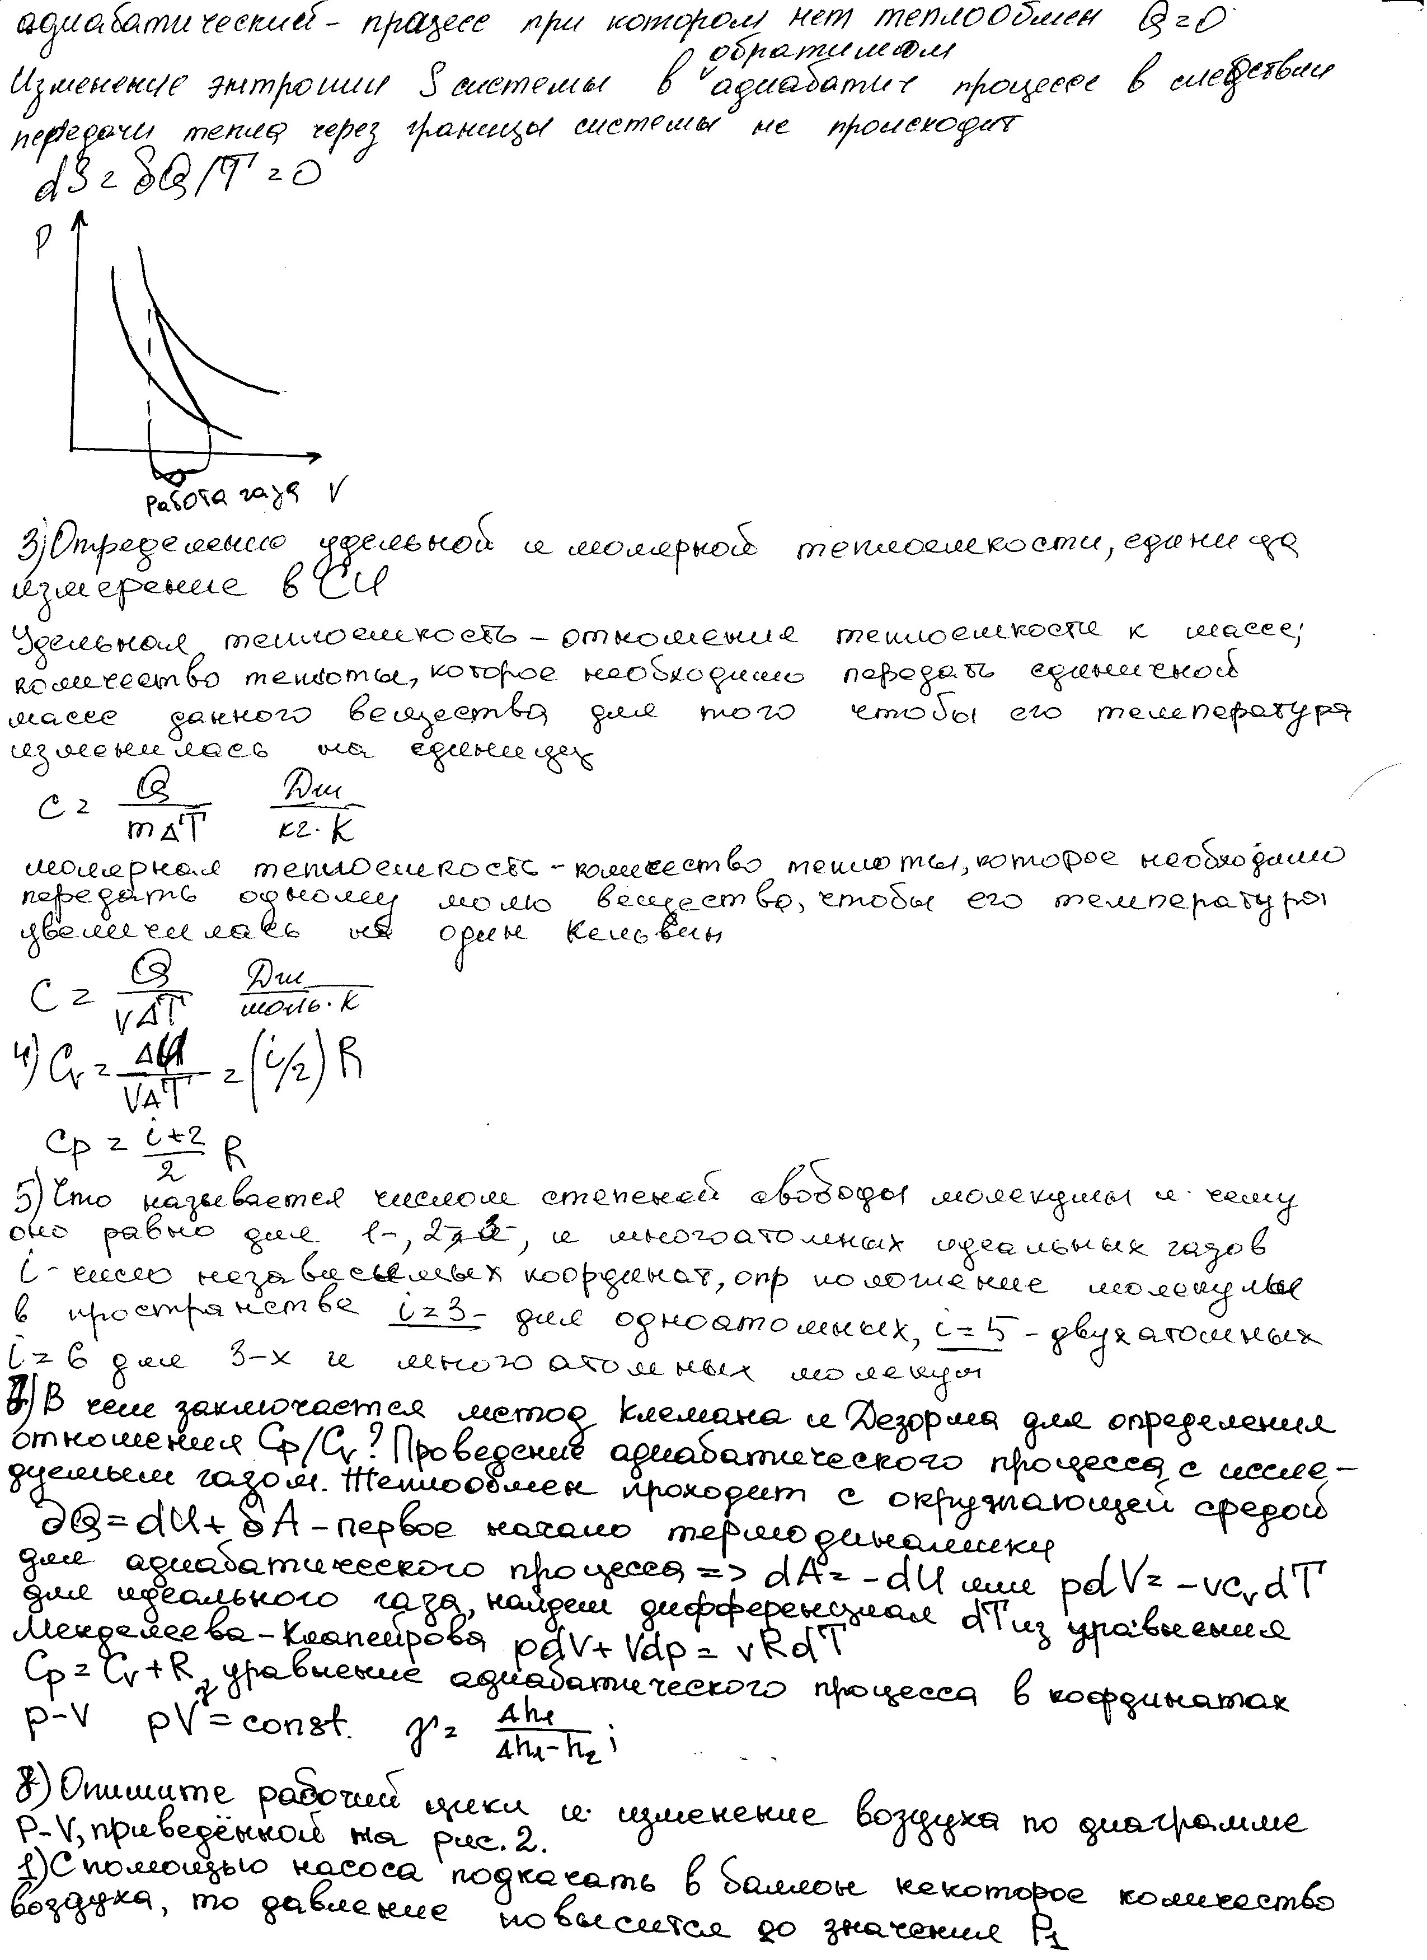 адиабатический - процесс при котором нет теплообмен Q=0
обратимом
Изменение энтропии S системы в адиабатич процессе в следствии
передачи тепла через границы системы не происходит
dS = δQ/T = 0
P
работа газа V
3) Определение удельной и молярной теплоемкости, единица
измерение в СИ
Удельная теплоемкость - отношение теплоемкости к массе;
количество теплоты, которое необходимо передать единичной
массе данного вещества для того чтобы его температура
изменилась на единицу
C = Q/mΔT Дж/кг·К
молярная теплоемкость - количество теплоты, которое необходимо
передать одному молю вещества, чтобы его температура
увеличилась на один Кельвин
C = Q/νΔT Дж/моль·К
4) Cv = ΔU/νΔT = (i/2) R
Cp = i+2/2 R
5) Что называется числом степеней свободы молекулы и чему
оно равно для 1-, 2-, 3-, и многоатомных идеальных газов
i - число независимых координат, опр положение молекулы
в пространстве i=3 - для одноатомных, i=5 - двухатомных
i=6 для 3-х и многоатомных молекул
7) В чем заключается метод Клемана и Дезорма для определения
отношения Cp/Cv? Проведение адиабатического процесса с иссле-
дуемым газом. Теплообмен проходит с окружающей средой
∂Q = dU + δA - первое начало термодинамики
для адиабатического процесса => dA = -dU или pdV = -νCvdT
для идеального газа, найдем дифференциал dT из уравнения
Менделеева-Клапейрова pdV + Vdp = νRdT
Cp = Cv + R, уравнение адиабатического процесса в координатах
p-V pV^γ = const. γ = Δh1/Δh1-h2 ;
8) Опишите рабочий цикл и изменение воздуха по диаграмме
P-V, приведённой на рис. 2.
1) С помощью насоса подкачать в баллон некоторое количество
воздуха, то давление повысится до значения P1